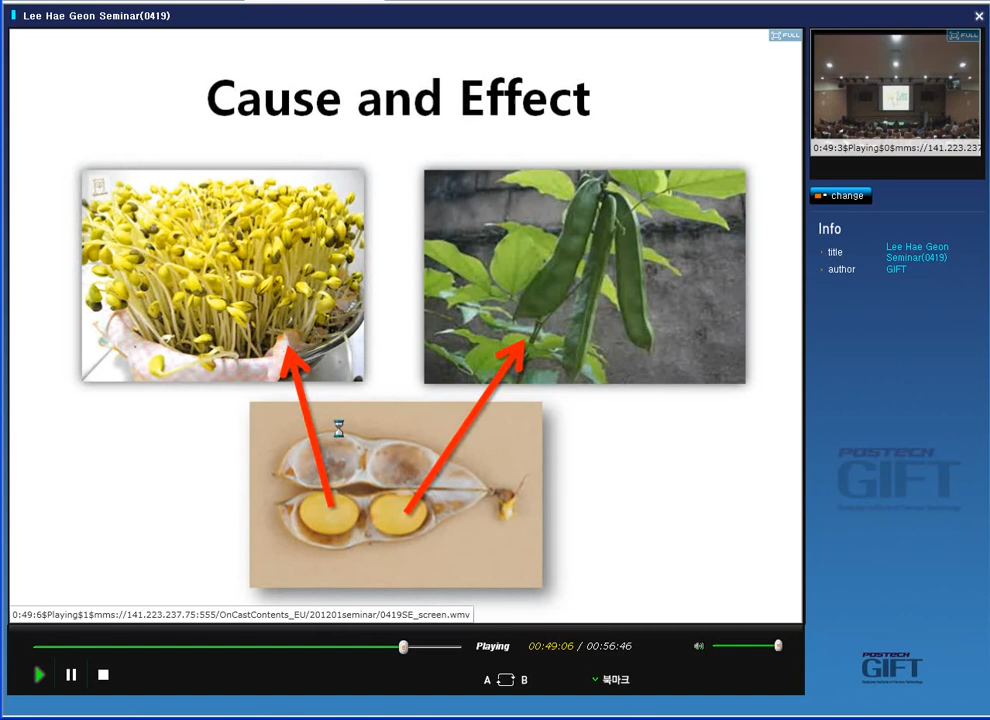 Lee Hae Geon Seminar(0419)
FULL
FULL
Cause and Effect
0:49:3$Playing$0$mms://141.223.237
change
Info
title
Lee Hae Geon
Seminar(0419)
author
GIFT
POSTECH
GIFT
0:49:6$Playing$1$mms://141.223.237.75:555/OnCastContents_EU/201201seminar/0419SE_screen.wmv
Playing
00:49:06 / 00:56:46
A B
북마크
POSTECH
GIFT